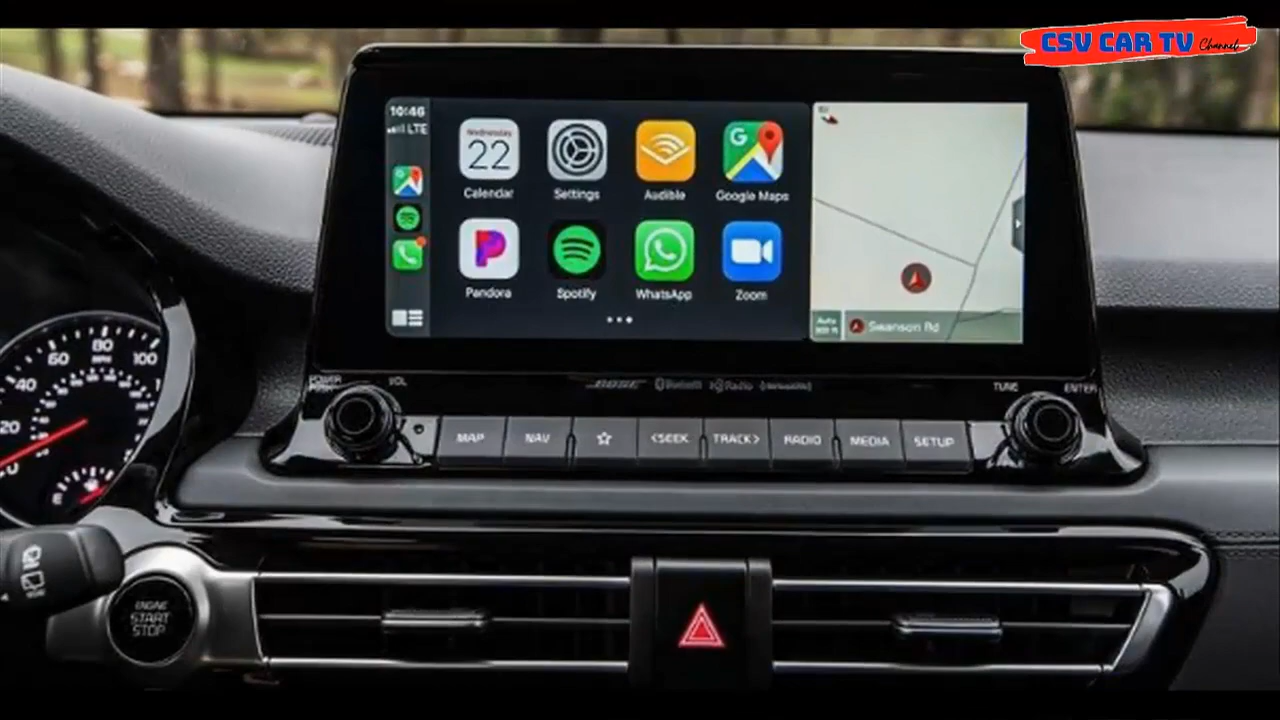 CSV CAR TV Channel
10:46
LTE
Wednesday
22
Calendar
Settings
Audible
G
Google Maps
Pandora
Spotify
WhatsApp
Zoom
Auto
Swanson Rd
POWER
VOL
BOSE Bluetooth HD Radio
TUNE
ENTER
MAP
NAV
☆
<SEEK
TRACK>
RADIO
MEDIA
SETUP
20
40
60
80
100
MPH
ENGINE
START
STOP